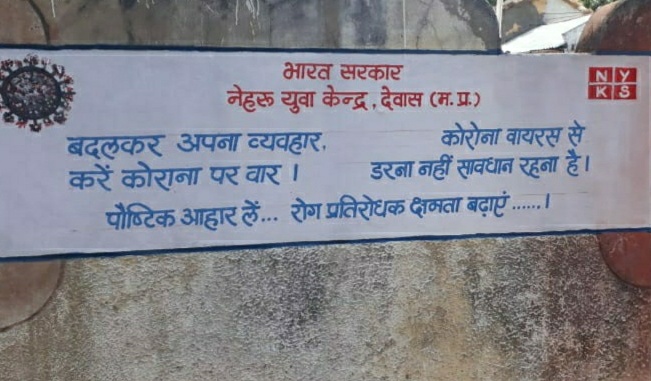 भारत सरकार
नेहरू युवा केन्द्र, देवास (म.प्र.)
N Y
K S
बदलकर अपना व्यवहार,
करें कोराना पर वार ।
कोरोना वायरस से
डरना नहीं सावधान रहना है।
पौष्टिक आहार लें... रोग प्रतिरोधक क्षमता बढ़ाएं ......।